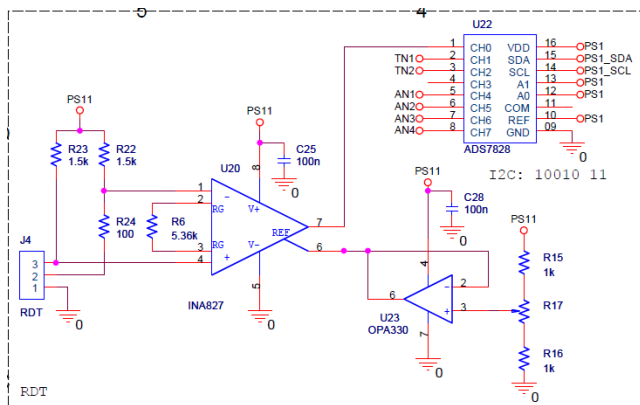 5 4
U22
1 CH0 VDD 16 PS1
TN1 2 CH1 SDA 15 PS1_SDA
TN2 3 CH2 SCL 14 PS1_SCL
4 CH3 A1 13 PS1
AN1 5 CH4 A0 12 PS1
AN2 6 CH5 COM 11
AN3 7 CH6 REF 10 PS1
AN4 8 CH7 GND 09
ADS7828 0
I2C: 10010 11
PS11 PS11 PS11 PS11
R23 1.5k
R22 1.5k
R24 100
C25 100n
0
U20
1 -
2 RG
3 RG
4 +
8 V+
V- 5
REF 6
7
R6 5.36k
INA827
0
J4
3
2
1
RDT
0
C28 100n
0
4
2 -
3 +
6
7
U23
OPA330
0
R15 1k
R17
R16 1k
0
RDT